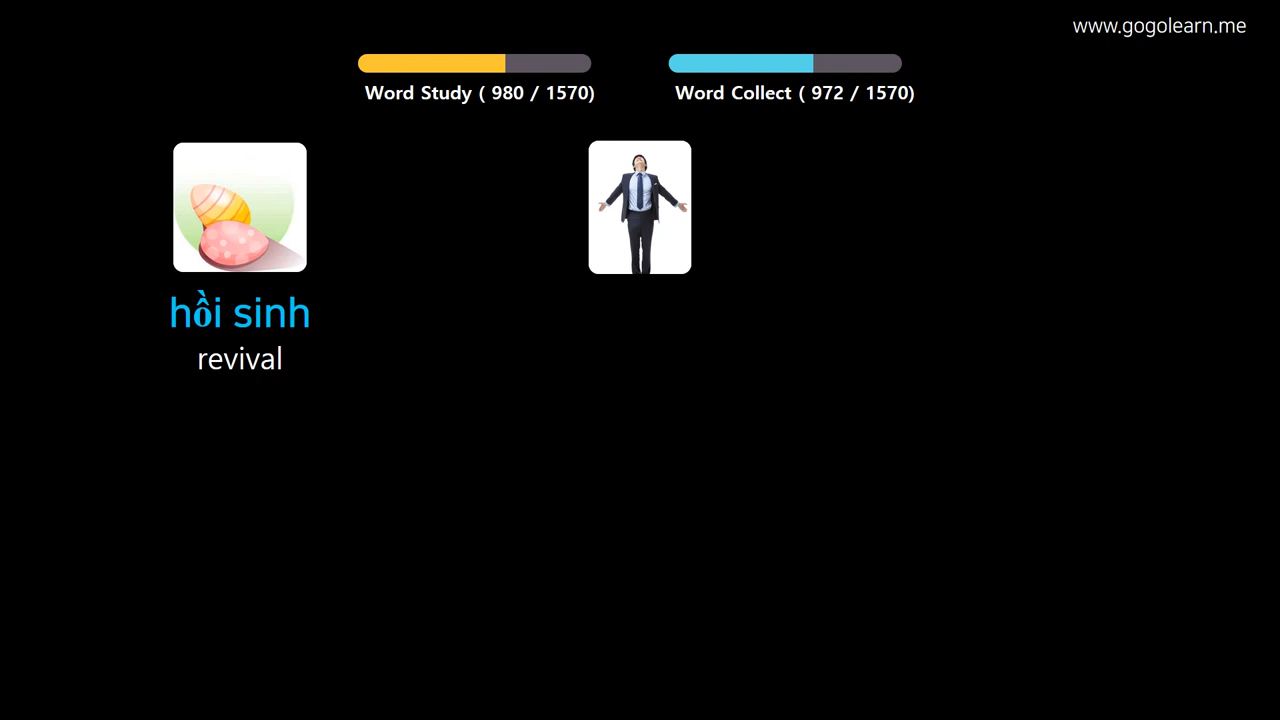 www.gogolearn.me
Word Study ( 980 / 1570)
Word Collect ( 972 / 1570)
hồi sinh
revival